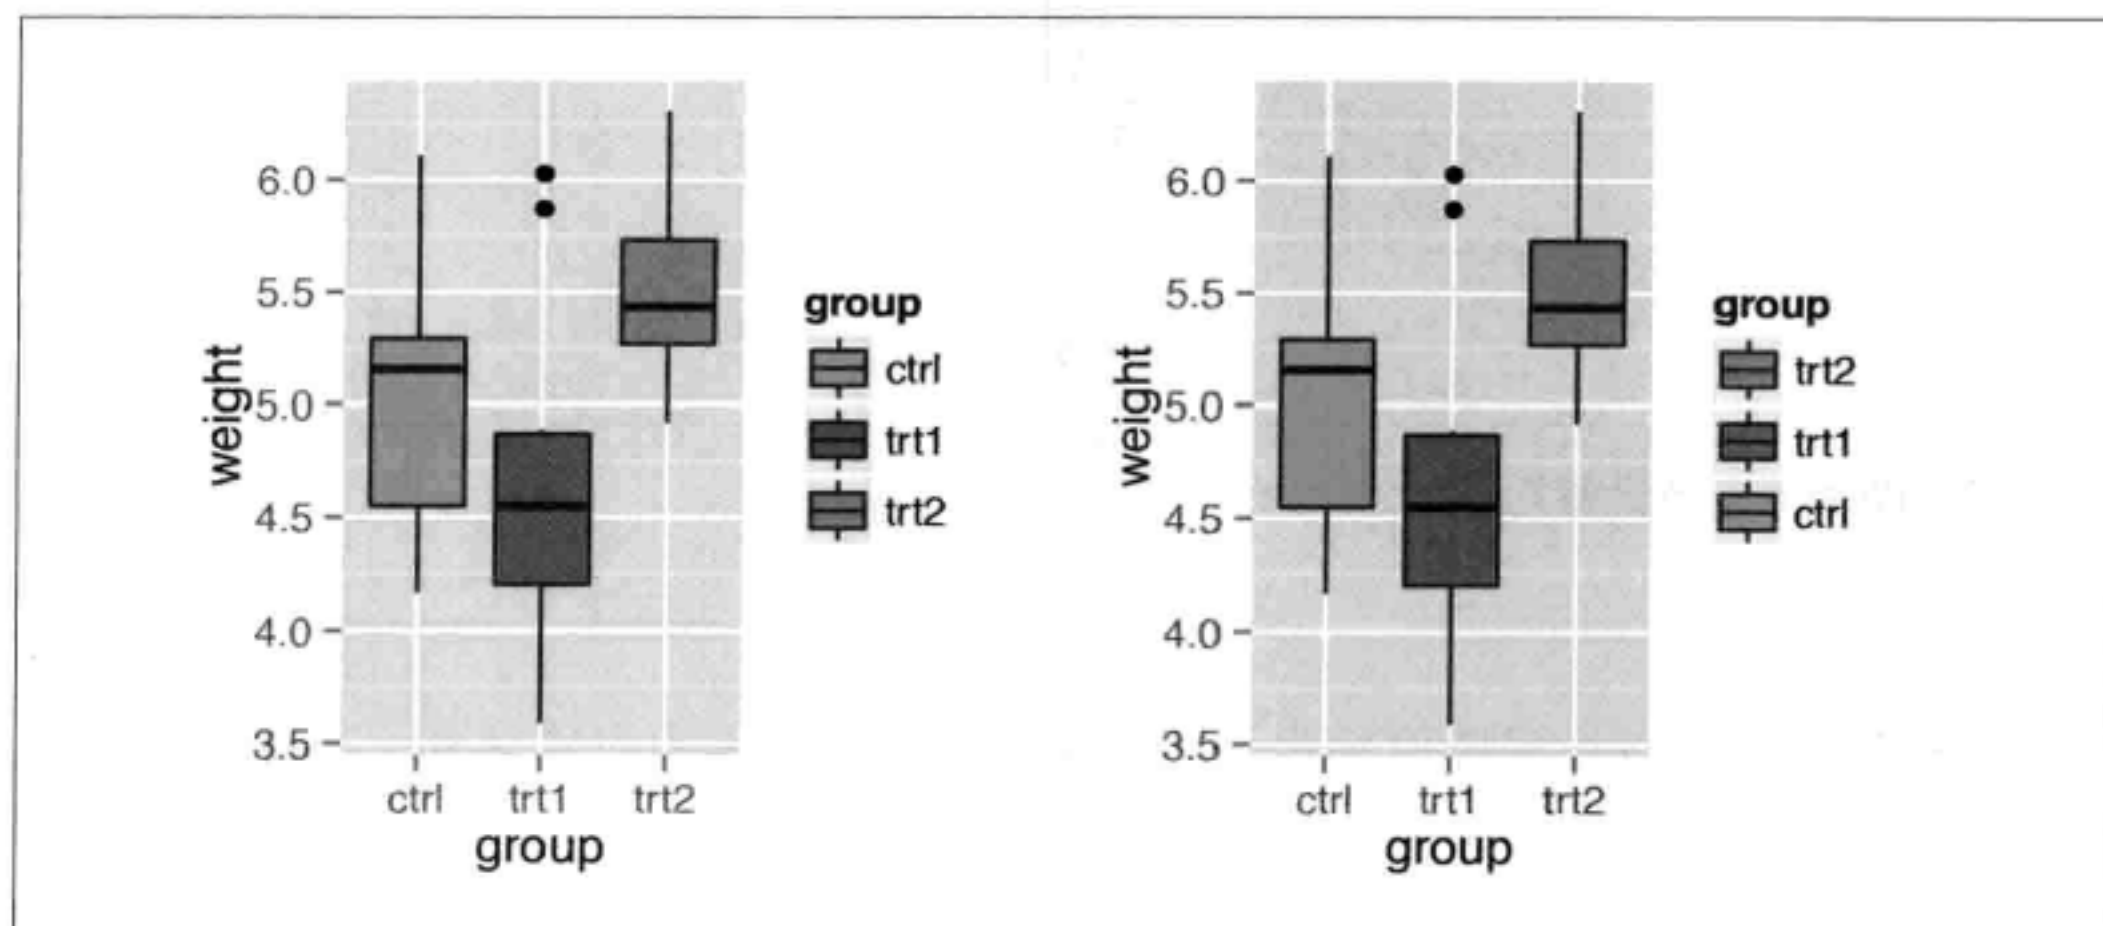 weight
6.0
5.5
5.0
4.5
4.0
3.5
ctrl trt1 trt2
group
group
ctrl
trt1
trt2
weight
6.0
5.5
5.0
4.5
4.0
3.5
ctrl trt1 trt2
group
group
trt2
trt1
ctrl